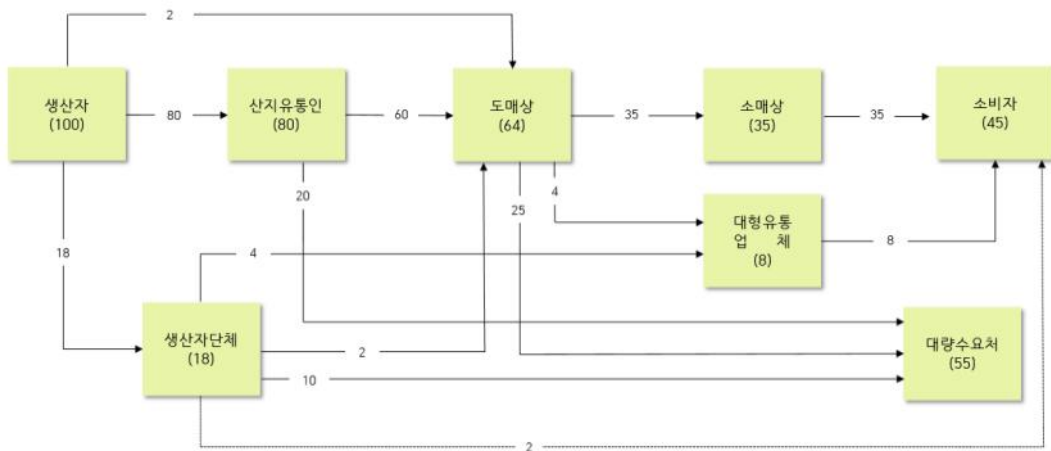 2
생산자
(100)
80
산지유통인
(80)
60
도매상
(64)
35
소매상
(35)
35
소비자
(45)
20
4
25
18
4
대형유통
업 체
(8)
8
생산자단체
(18)
2
10
대량수요처
(55)
2